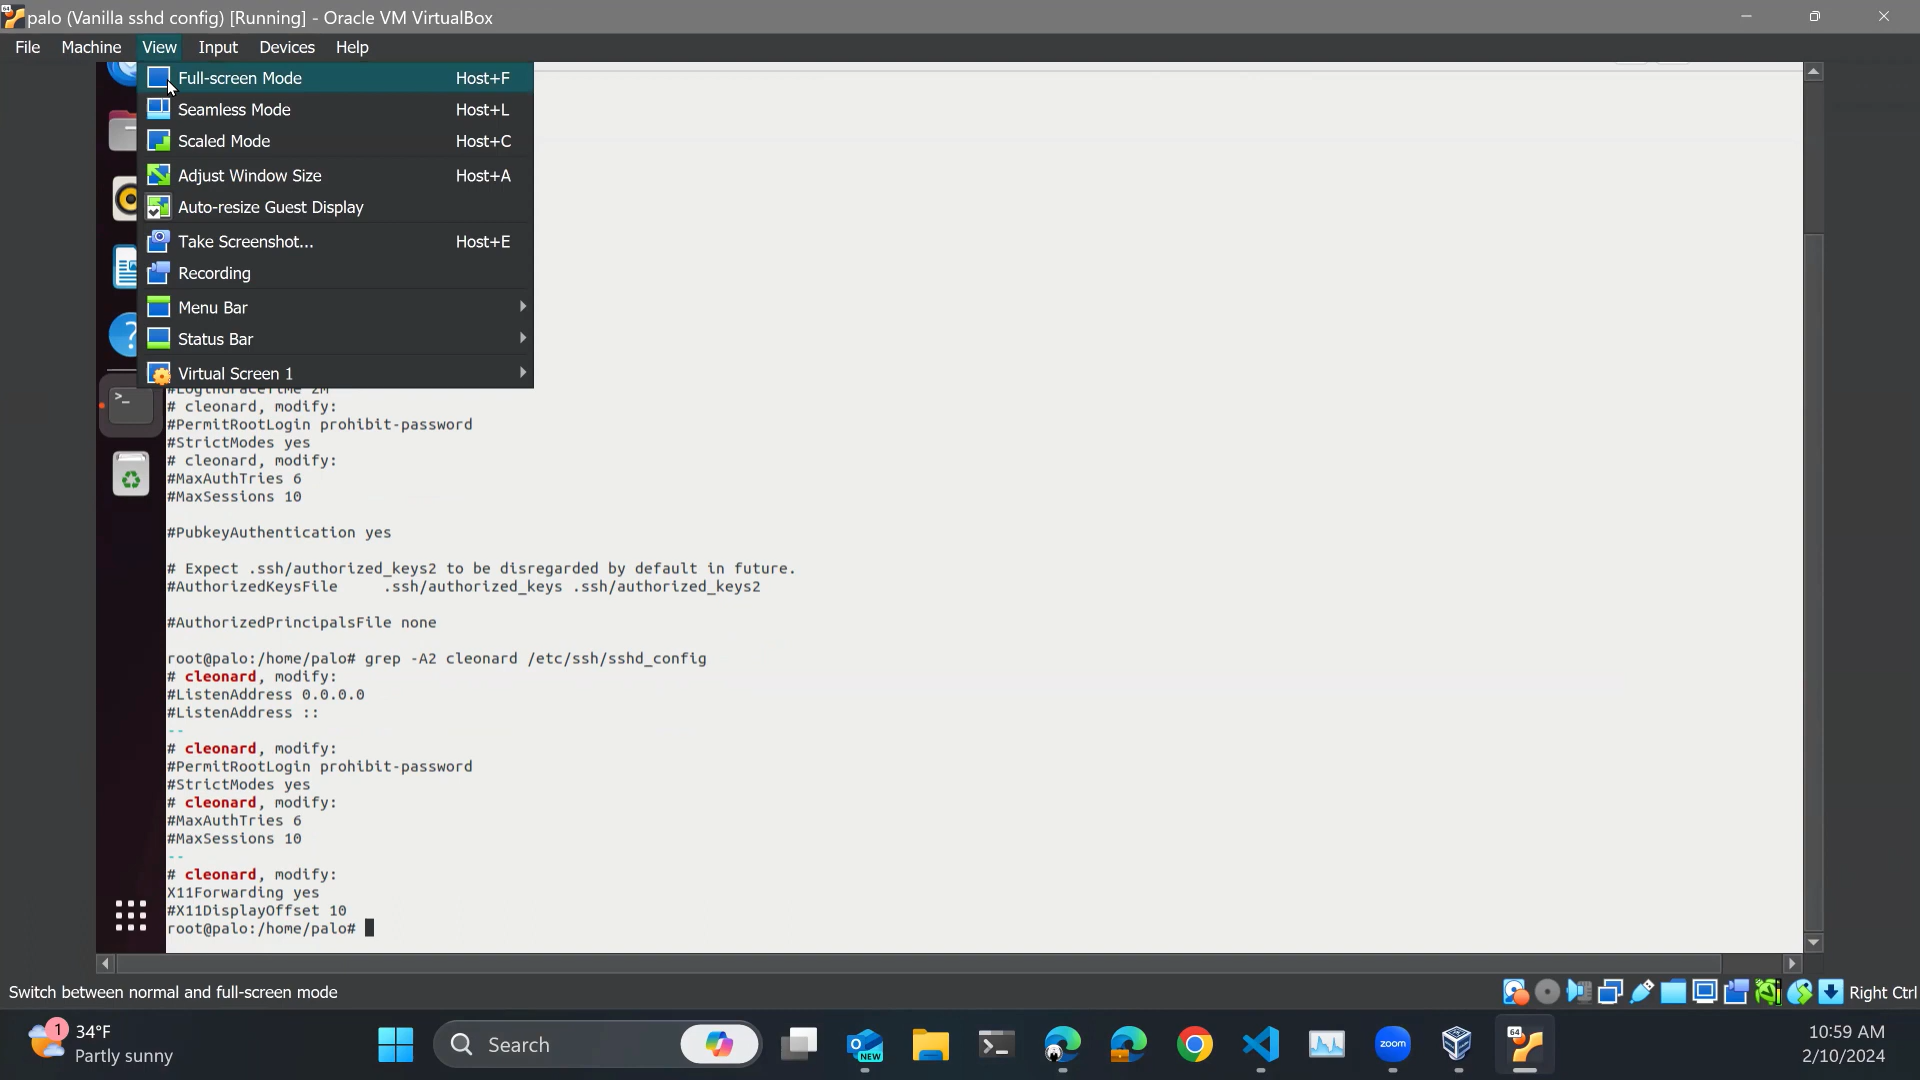 palo (Vanilla sshd config) [Running] - Oracle VM VirtualBox
File Machine View Input Devices Help
Full-screen Mode Host+F
Seamless Mode Host+L
Scaled Mode Host+C
Adjust Window Size Host+A
Auto-resize Guest Display
Take Screenshot... Host+E
Recording
Menu Bar
Status Bar
Virtual Screen 1
#LoginGraceTime 2m
# cleonard, modify:
#PermitRootLogin prohibit-password
#StrictModes yes
# cleonard, modify:
#MaxAuthTries 6
#MaxSessions 10
#PubkeyAuthentication yes
# Expect .ssh/authorized_keys2 to be disregarded by default in future.
#AuthorizedKeysFile .ssh/authorized_keys .ssh/authorized_keys2
#AuthorizedPrincipalsFile none
root@palo:/home/palo# grep -A2 cleonard /etc/ssh/sshd_config
# cleonard, modify:
#ListenAddress 0.0.0.0
#ListenAddress ::
--
# cleonard, modify:
#PermitRootLogin prohibit-password
#StrictModes yes
# cleonard, modify:
#MaxAuthTries 6
#MaxSessions 10
--
# cleonard, modify:
X11Forwarding yes
#X11DisplayOffset 10
root@palo:/home/palo#
Switch between normal and full-screen mode
Right Ctrl
1
34°F
Partly sunny
Search
NEW
zoom
64
10:59 AM
2/10/2024